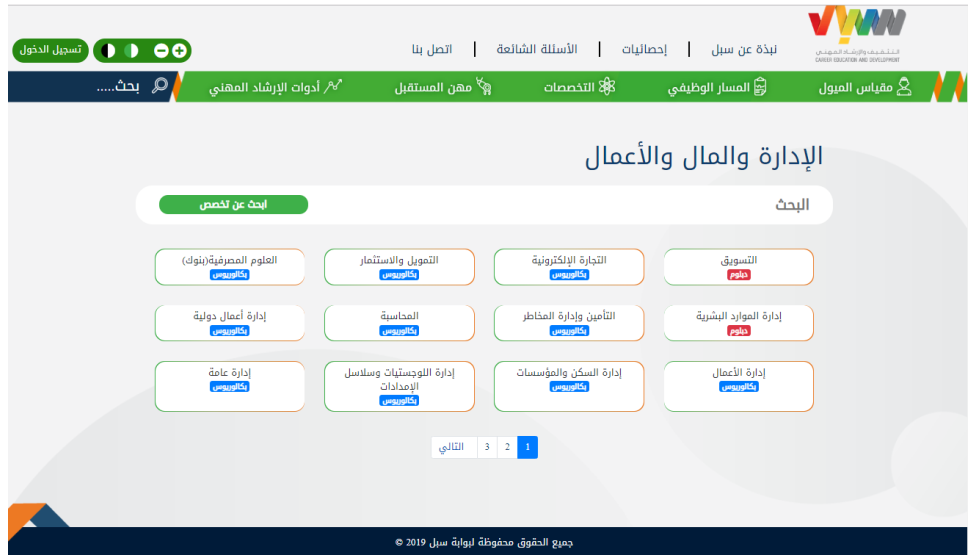 التـثـقـيـف والإرشـاد المهـنـي
CAREER EDUCATION AND DEVELOPMENT
نبذة عن سبل
إحصاليات
الأسئلة الشائعة
اتصل بنا
تسجيل الدخول
مقياس الميول
المسار الوظيفي
التخصصات
مهن المستقبل
أدوات الإرشاد المهني
بحث.....
الإدارة والمال والأعمال
البحث
ابحث عن تخصص
التسويق
دبلوم
التجارة الإلكترونية
بكالوريوس
التمويل والاستثمار
بكالوريوس
العلوم المصرفية(بنوك)
بكالوريوس
إدارة الموارد البشرية
دبلوم
التأمين وإدارة المخاطر
بكالوريوس
المحاسبة
بكالوريوس
إدارة أعمال دولية
بكالوريوس
إدارة الأعمال
بكالوريوس
إدارة السكن والمؤسسات
بكالوريوس
إدارة اللوجستيات وسلاسل
الإمدادات
بكالوريوس
إدارة عامة
بكالوريوس
1 2 3 التالي
جميع الحقوق محفوظة لبوابة سبل 2019 ©